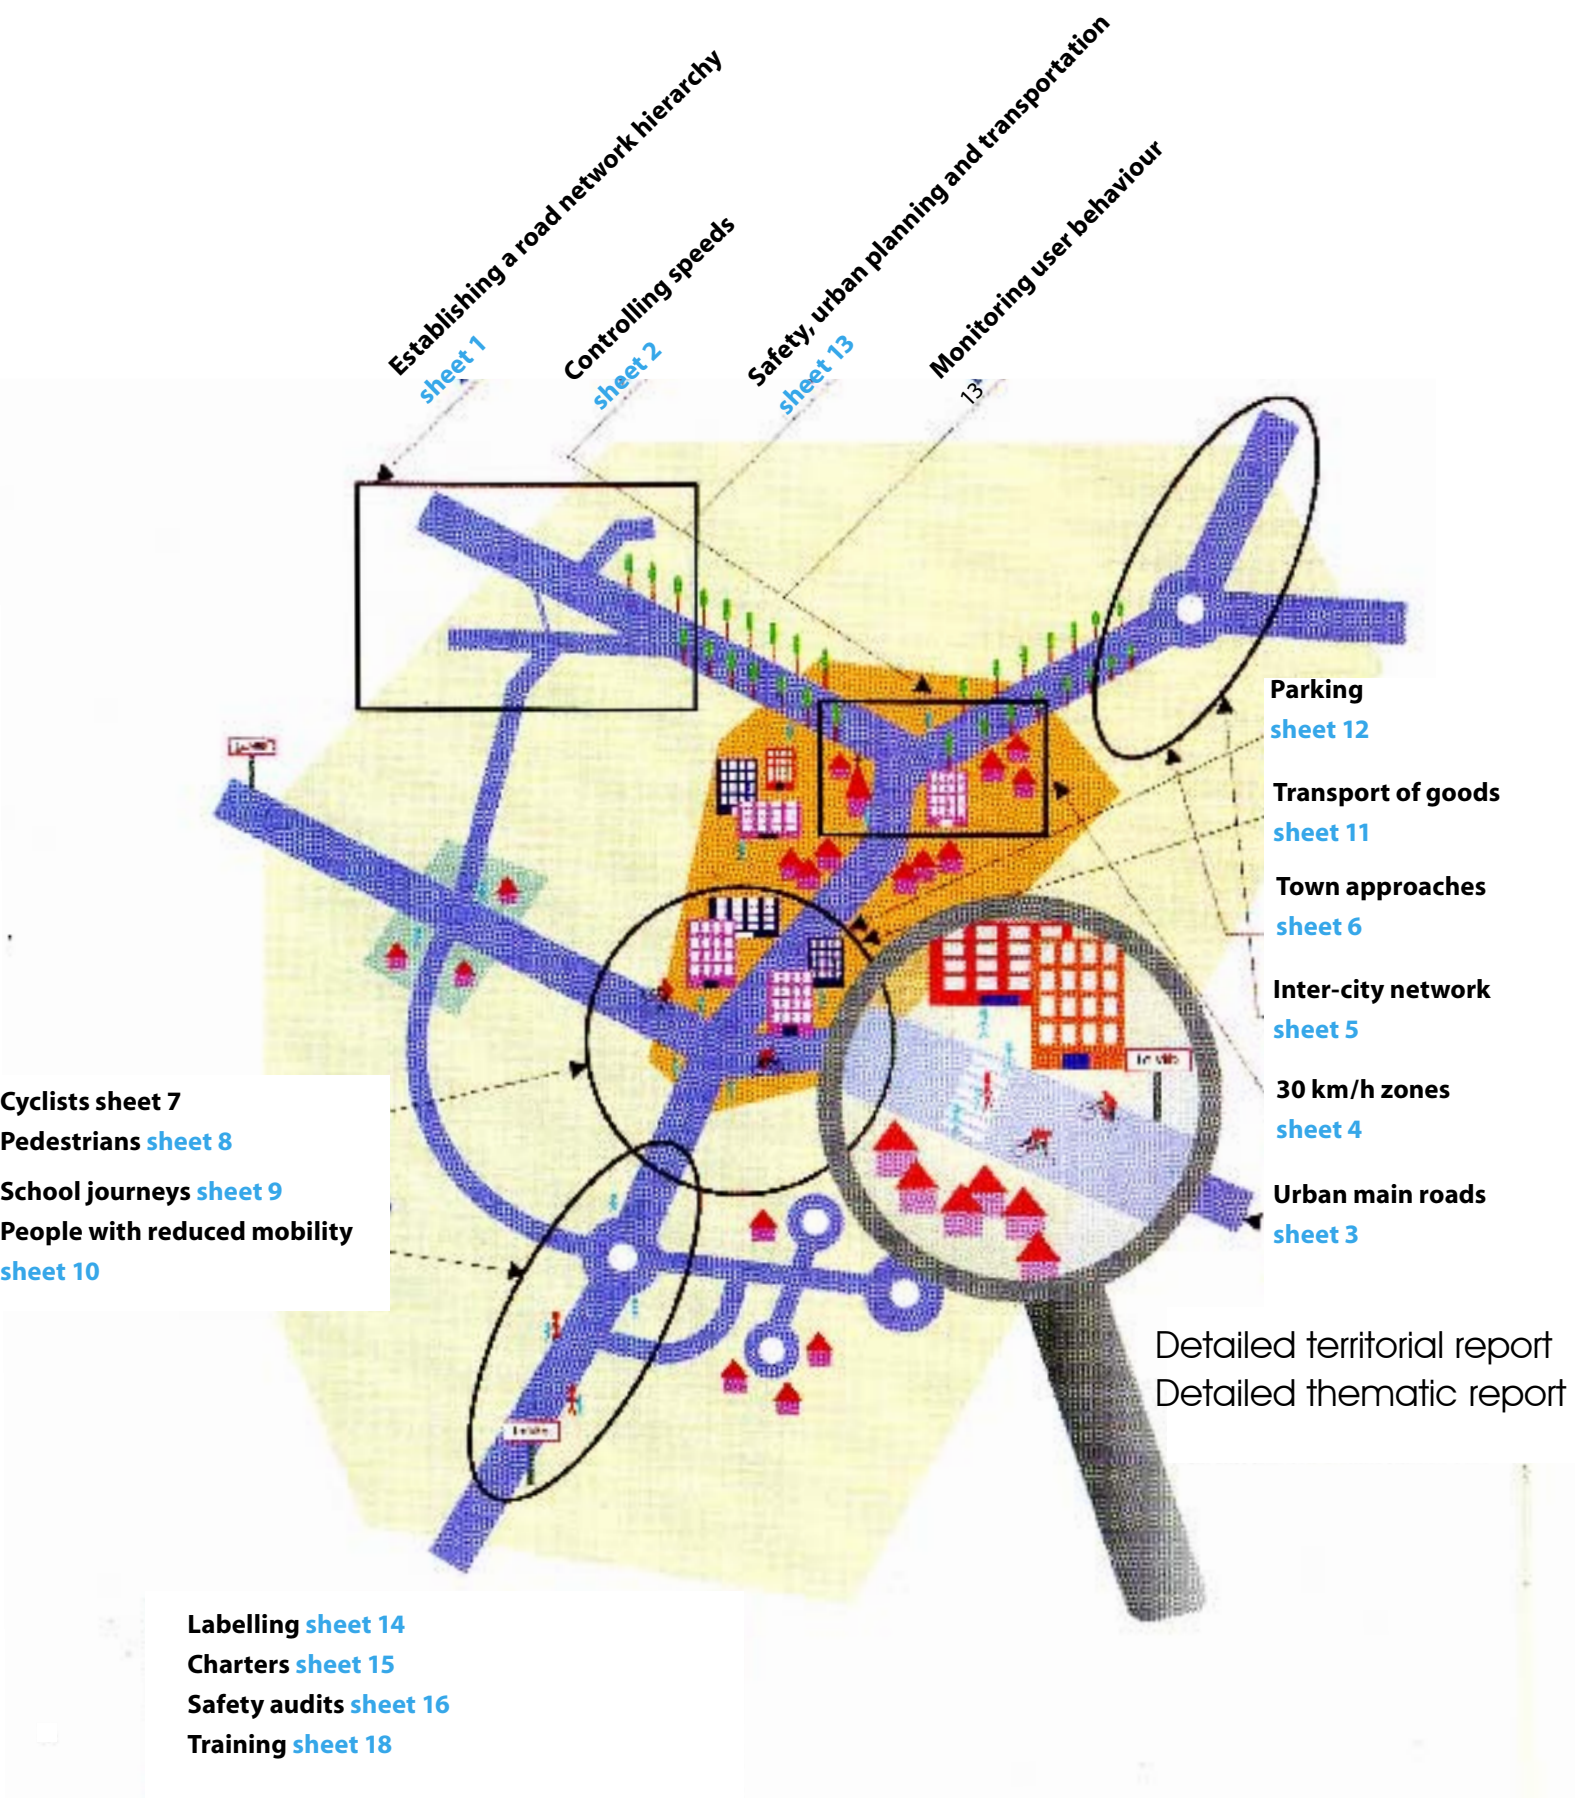 Establishing a road network hierarchy
sheet 1
Controlling speeds
sheet 2
Safety, urban planning and transportation
sheet 13
Monitoring user behaviour
13
Parking
sheet 12
Transport of goods
sheet 11
Town approaches
sheet 6
Inter-city network
sheet 5
30 km/h zones
sheet 4
Urban main roads
sheet 3
Cyclists sheet 7
Pedestrians sheet 8
School journeys sheet 9
People with reduced mobility
sheet 10
Detailed territorial report
Detailed thematic report
Labelling sheet 14
Charters sheet 15
Safety audits sheet 16
Training sheet 18